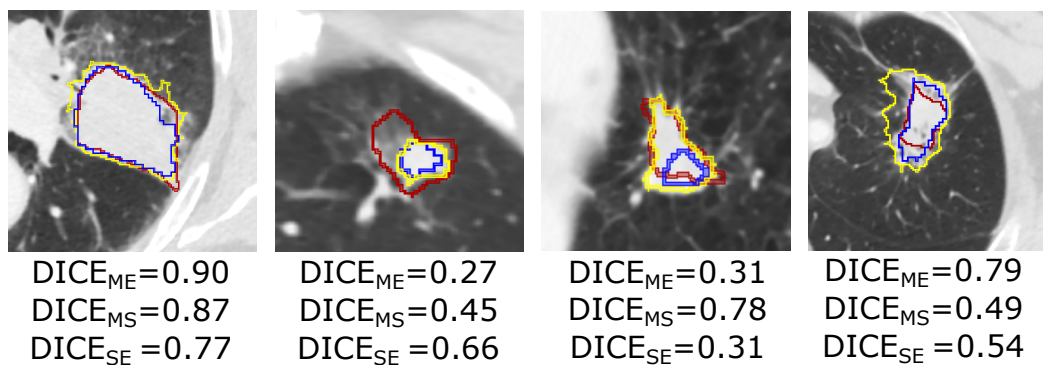 DICE_ME=0.90
DICE_MS=0.87
DICE_SE =0.77
DICE_ME=0.27
DICE_MS=0.45
DICE_SE =0.66
DICE_ME=0.31
DICE_MS=0.78
DICE_SE=0.31
DICE_ME=0.79
DICE_MS=0.49
DICE_SE =0.54